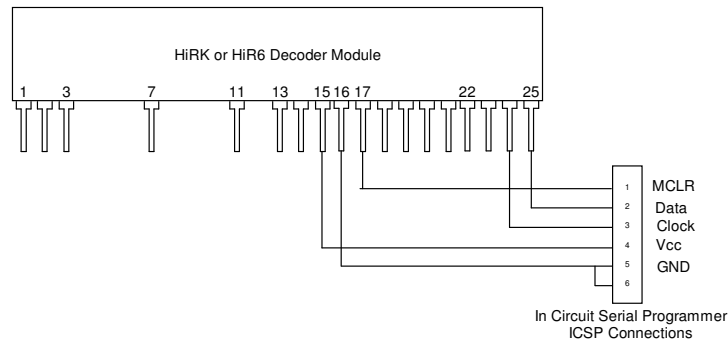 HiRK or HiR6 Decoder Module
1 3 7 11 13 15 16 17 22 25
1 MCLR
2 Data
3 Clock
4 Vcc
5 GND
6
In Circuit Serial Programmer
ICSP Connections